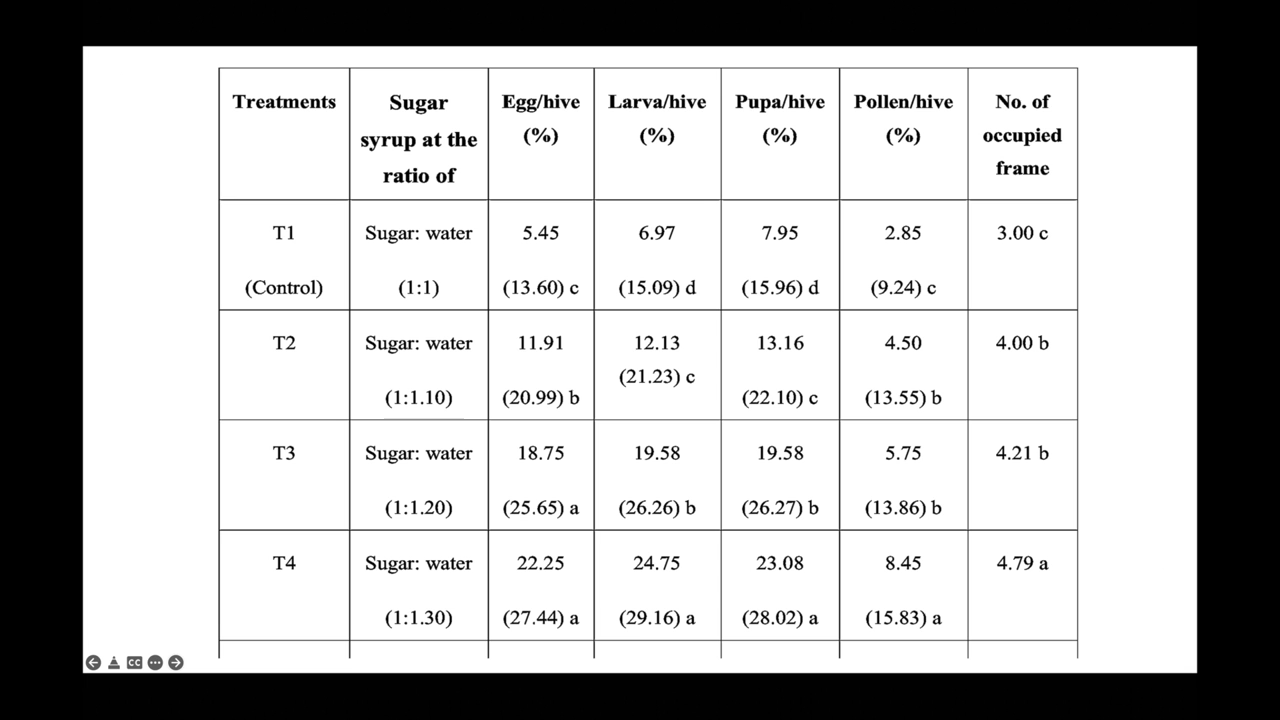 Treatments Sugar syrup at the ratio of Egg/hive (%) Larva/hive (%) Pupa/hive (%) Pollen/hive (%) No. of occupied frame
T1 (Control) Sugar: water (1:1) 5.45 (13.60) c 6.97 (15.09) d 7.95 (15.96) d 2.85 (9.24) c 3.00 c
T2 Sugar: water (1:1.10) 11.91 (20.99) b 12.13 (21.23) c 13.16 (22.10) c 4.50 (13.55) b 4.00 b
T3 Sugar: water (1:1.20) 18.75 (25.65) a 19.58 (26.26) b 19.58 (26.27) b 5.75 (13.86) b 4.21 b
T4 Sugar: water (1:1.30) 22.25 (27.44) a 24.75 (29.16) a 23.08 (28.02) a 8.45 (15.83) a 4.79 a
CC